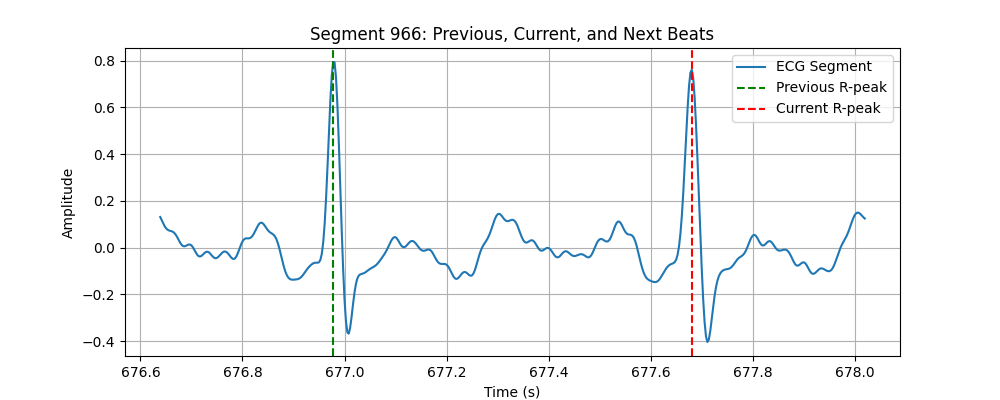 Segment 966: Previous, Current, and Next Beats
ECG Segment
Previous R-peak
Current R-peak
Amplitude
0.8
0.6
0.4
0.2
0.0
−0.2
−0.4
676.6 676.8 677.0 677.2 677.4 677.6 677.8 678.0
Time (s)